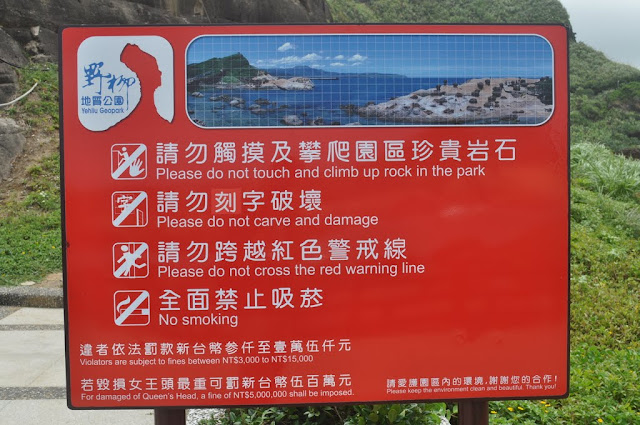 野柳
地質公園
Yehliu Geopark
請勿觸摸及攀爬園區珍貴岩石
Please do not touch and climb up rock in the park
請勿刻字破壞
Please do not carve and damage
請勿跨越紅色警戒線
Please do not cross the red warning line
全面禁止吸菸
No smoking
違者依法罰款新台幣參仟至壹萬伍仟元
Violators are subject to fines between NT$3,000 to NT$15,000
若毀損女王頭最重可罰新台幣伍百萬元
For damaged of Queen's Head, a fine of NT$5,000,000 shall be imposed.
請愛護園區內的環境,謝謝您的合作!
Please keep the environment clean and beautiful. Thank you!